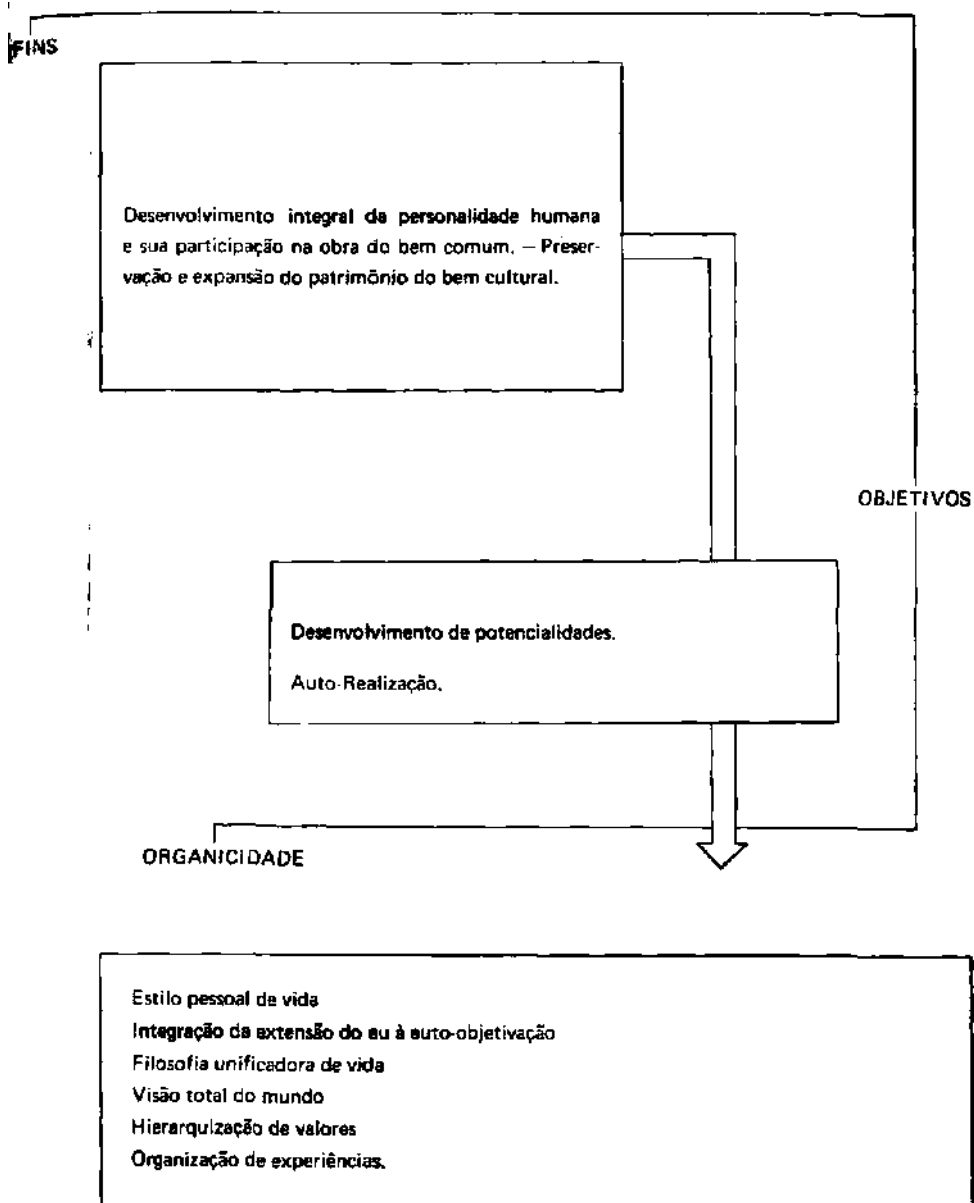 FINS
Desenvolvimento integral da personalidade humana
e sua participação na obra do bem comum. — Preser-
vação e expansão do patrimônio do bem cultural.
OBJETIVOS
Desenvolvimento de potencialidades.
Auto-Realização.
ORGANICIDADE
Estilo pessoal de vida
Integração da extensão do eu à auto-objetivação
Filosofia unificadora de vida
Visão total do mundo
Hierarquização de valores
Organização de experiências.